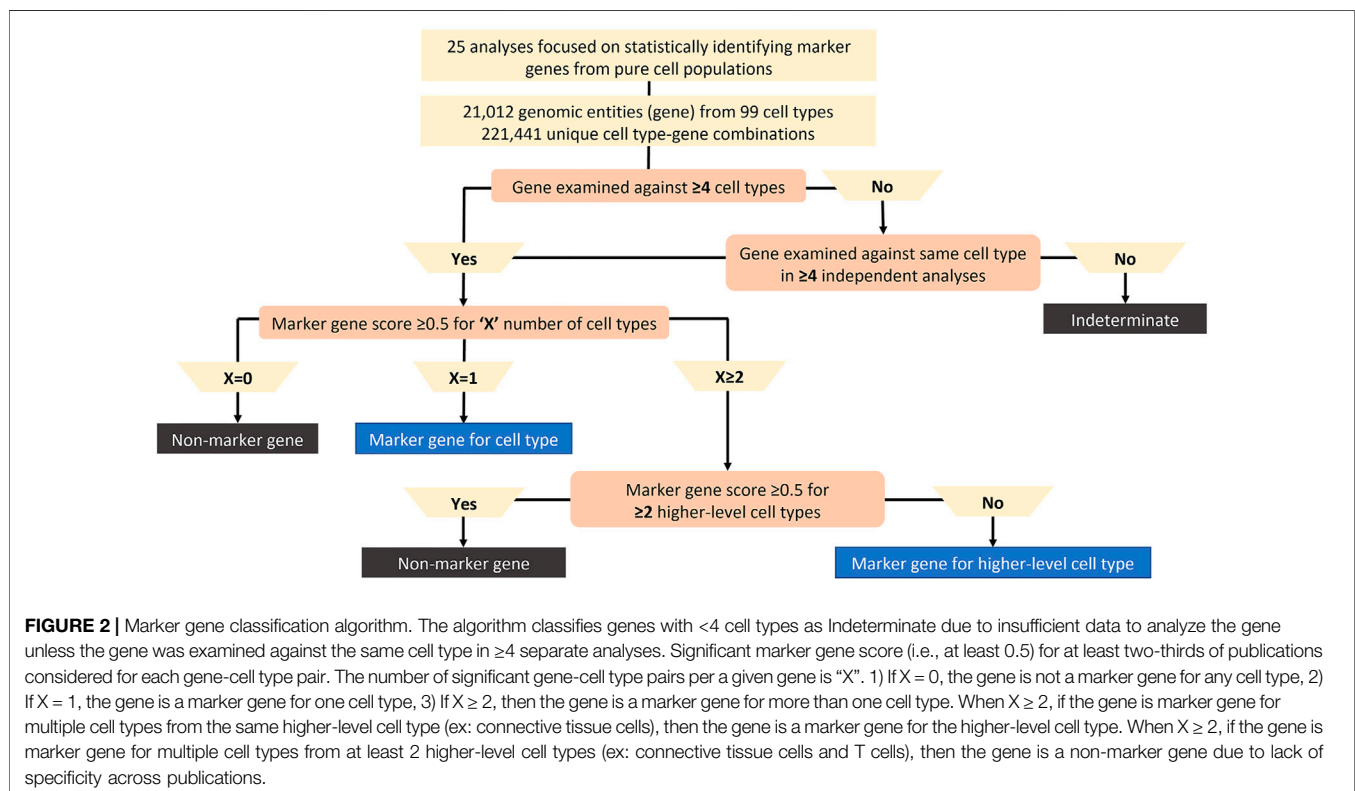 25 analyses focused on statistically identifying marker
genes from pure cell populations
21,012 genomic entities (gene) from 99 cell types
221,441 unique cell type-gene combinations
Gene examined against ≥4 cell types
No
Yes
Gene examined against same cell type
in ≥4 independent analyses
No
Indeterminate
Marker gene score ≥0.5 for ‘X’ number of cell types
X=0
X=1
X≥2
Non-marker gene
Marker gene for cell type
Marker gene score ≥0.5 for
≥2 higher-level cell types
Yes
No
Non-marker gene
Marker gene for higher-level cell type
FIGURE 2 | Marker gene classification algorithm. The algorithm classifies genes with <4 cell types as Indeterminate due to insufficient data to analyze the gene
unless the gene was examined against the same cell type in ≥4 separate analyses. Significant marker gene score (i.e., at least 0.5) for at least two-thirds of publications
considered for each gene-cell type pair. The number of significant gene-cell type pairs per a given gene is “X”. 1) If X = 0, the gene is not a marker gene for any cell type, 2)
If X = 1, the gene is a marker gene for one cell type, 3) If X ≥ 2, then the gene is a marker gene for more than one cell type. When X ≥ 2, if the gene is marker gene for
multiple cell types from the same higher-level cell type (ex: connective tissue cells), then the gene is a marker gene for the higher-level cell type. When X ≥ 2, if the gene is
marker gene for multiple cell types from at least 2 higher-level cell types (ex: connective tissue cells and T cells), then the gene is a non-marker gene due to lack of
specificity across publications.